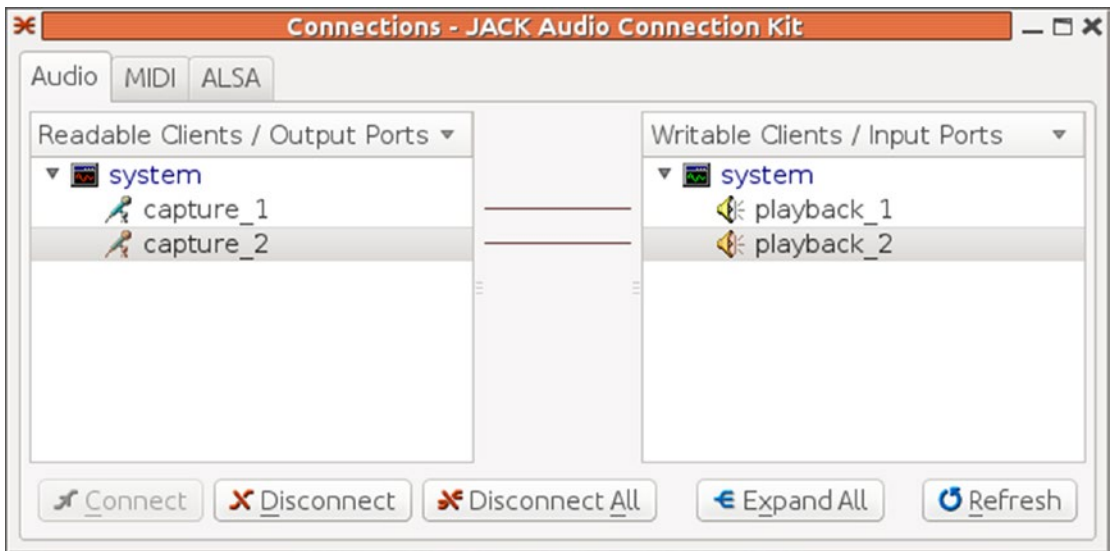 Connections - JACK Audio Connection Kit
Audio MIDI ALSA
Readable Clients / Output Ports
system
capture_1
capture_2
Writable Clients / Input Ports
system
playback_1
playback_2
Connect Disconnect Disconnect All Expand All Refresh